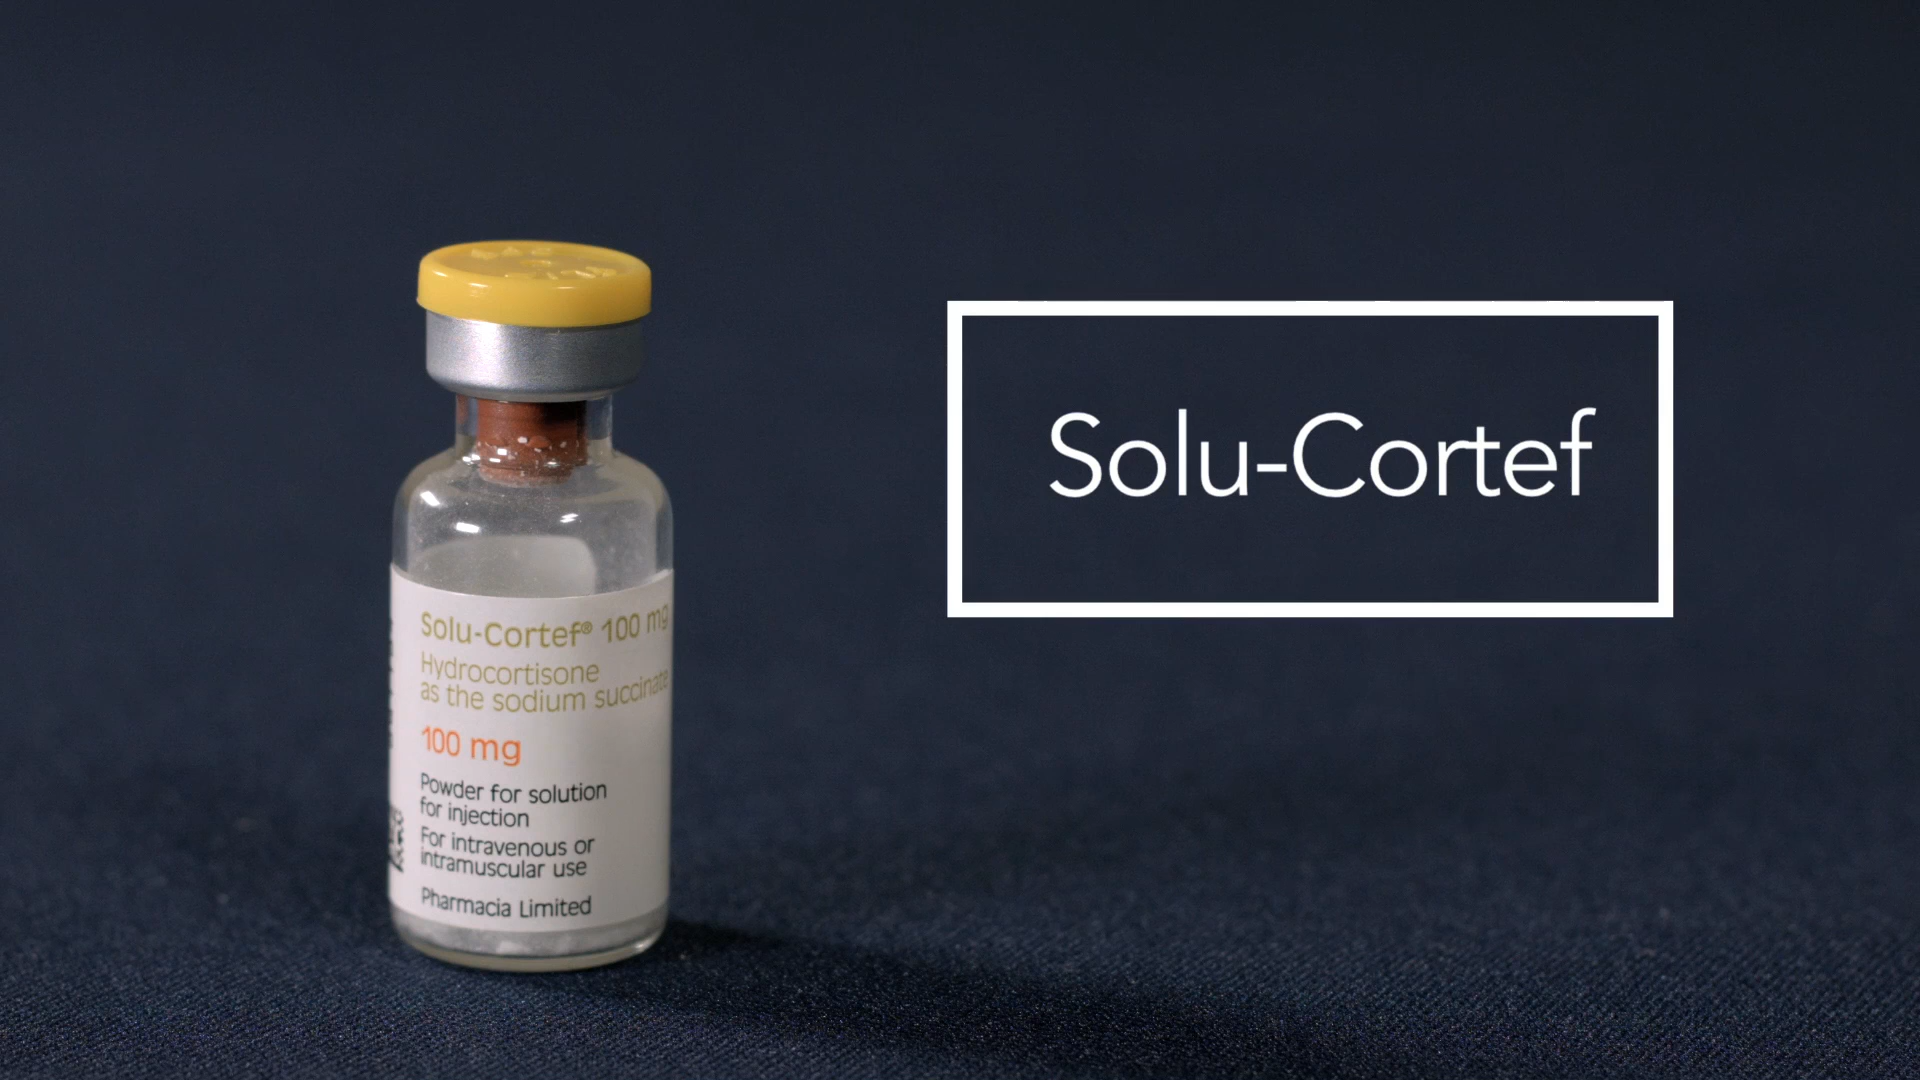 Solu-Cortef® 100 mg
Hydrocortisone
as the sodium succinate
100 mg
Powder for solution
for injection
For intravenous or
intramuscular use
Pharmacia Limited
Solu-Cortef